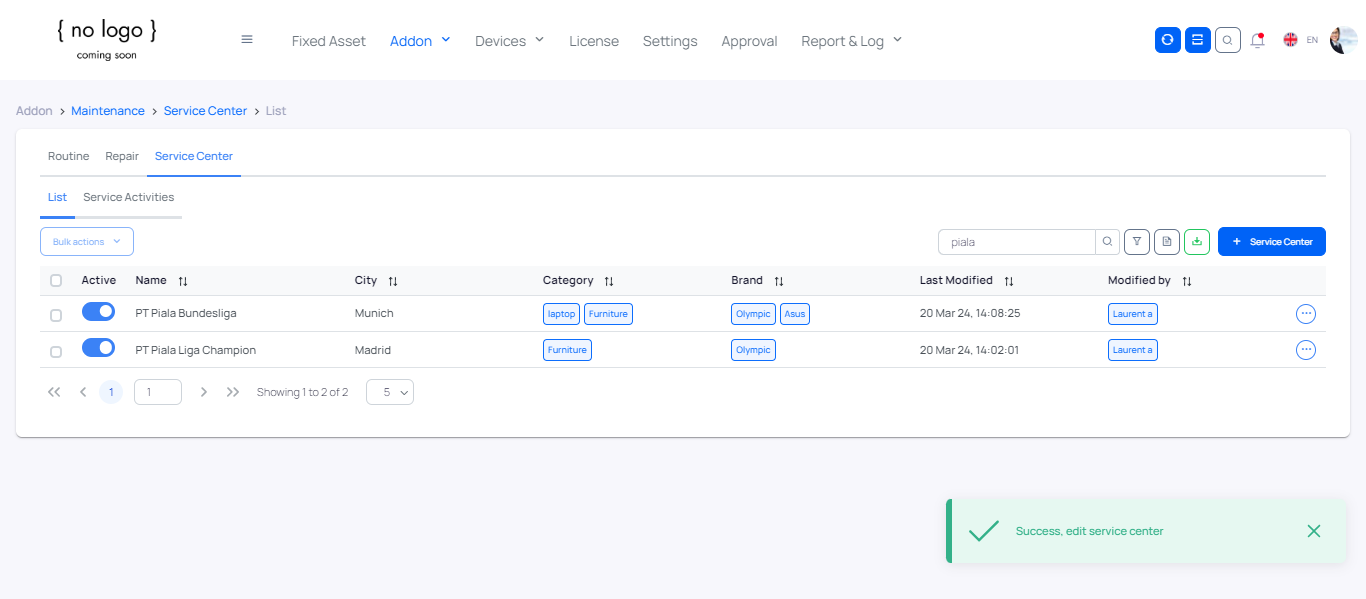 { no logo }
coming soon
Fixed Asset Addon Devices License Settings Approval Report & Log EN
Addon > Maintenance > Service Center > List
Routine Repair Service Center
List Service Activities
Bulk actions piala + Service Center
Active Name City Category Brand Last Modified Modified by
PT Piala Bundesliga Munich laptop Furniture Olympic Asus 20 Mar 24, 14:08:25 Laurent a
PT Piala Liga Champion Madrid Furniture Olympic 20 Mar 24, 14:02:01 Laurent a
1 1 Showing 1 to 2 of 2 5
Success, edit service center